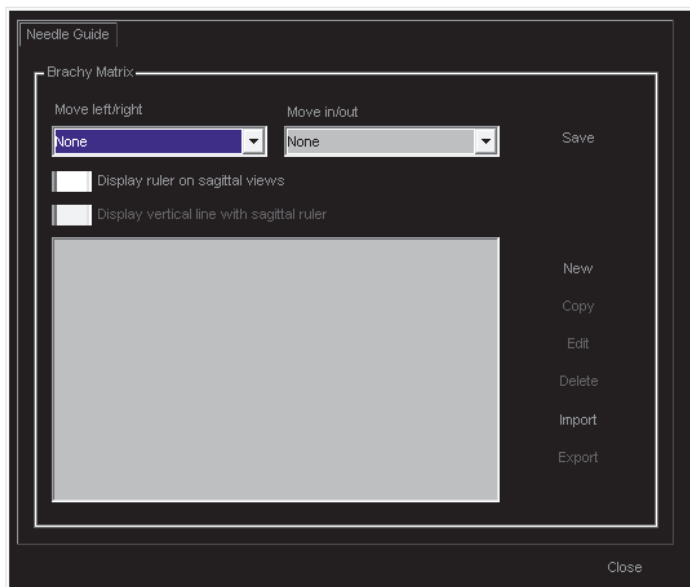 Needle Guide
Brachy Matrix
Move left/right
Move in/out
None
None
Save
Display ruler on sagittal views
Display vertical line with sagittal ruler
New
Copy
Edit
Delete
Import
Export
Close